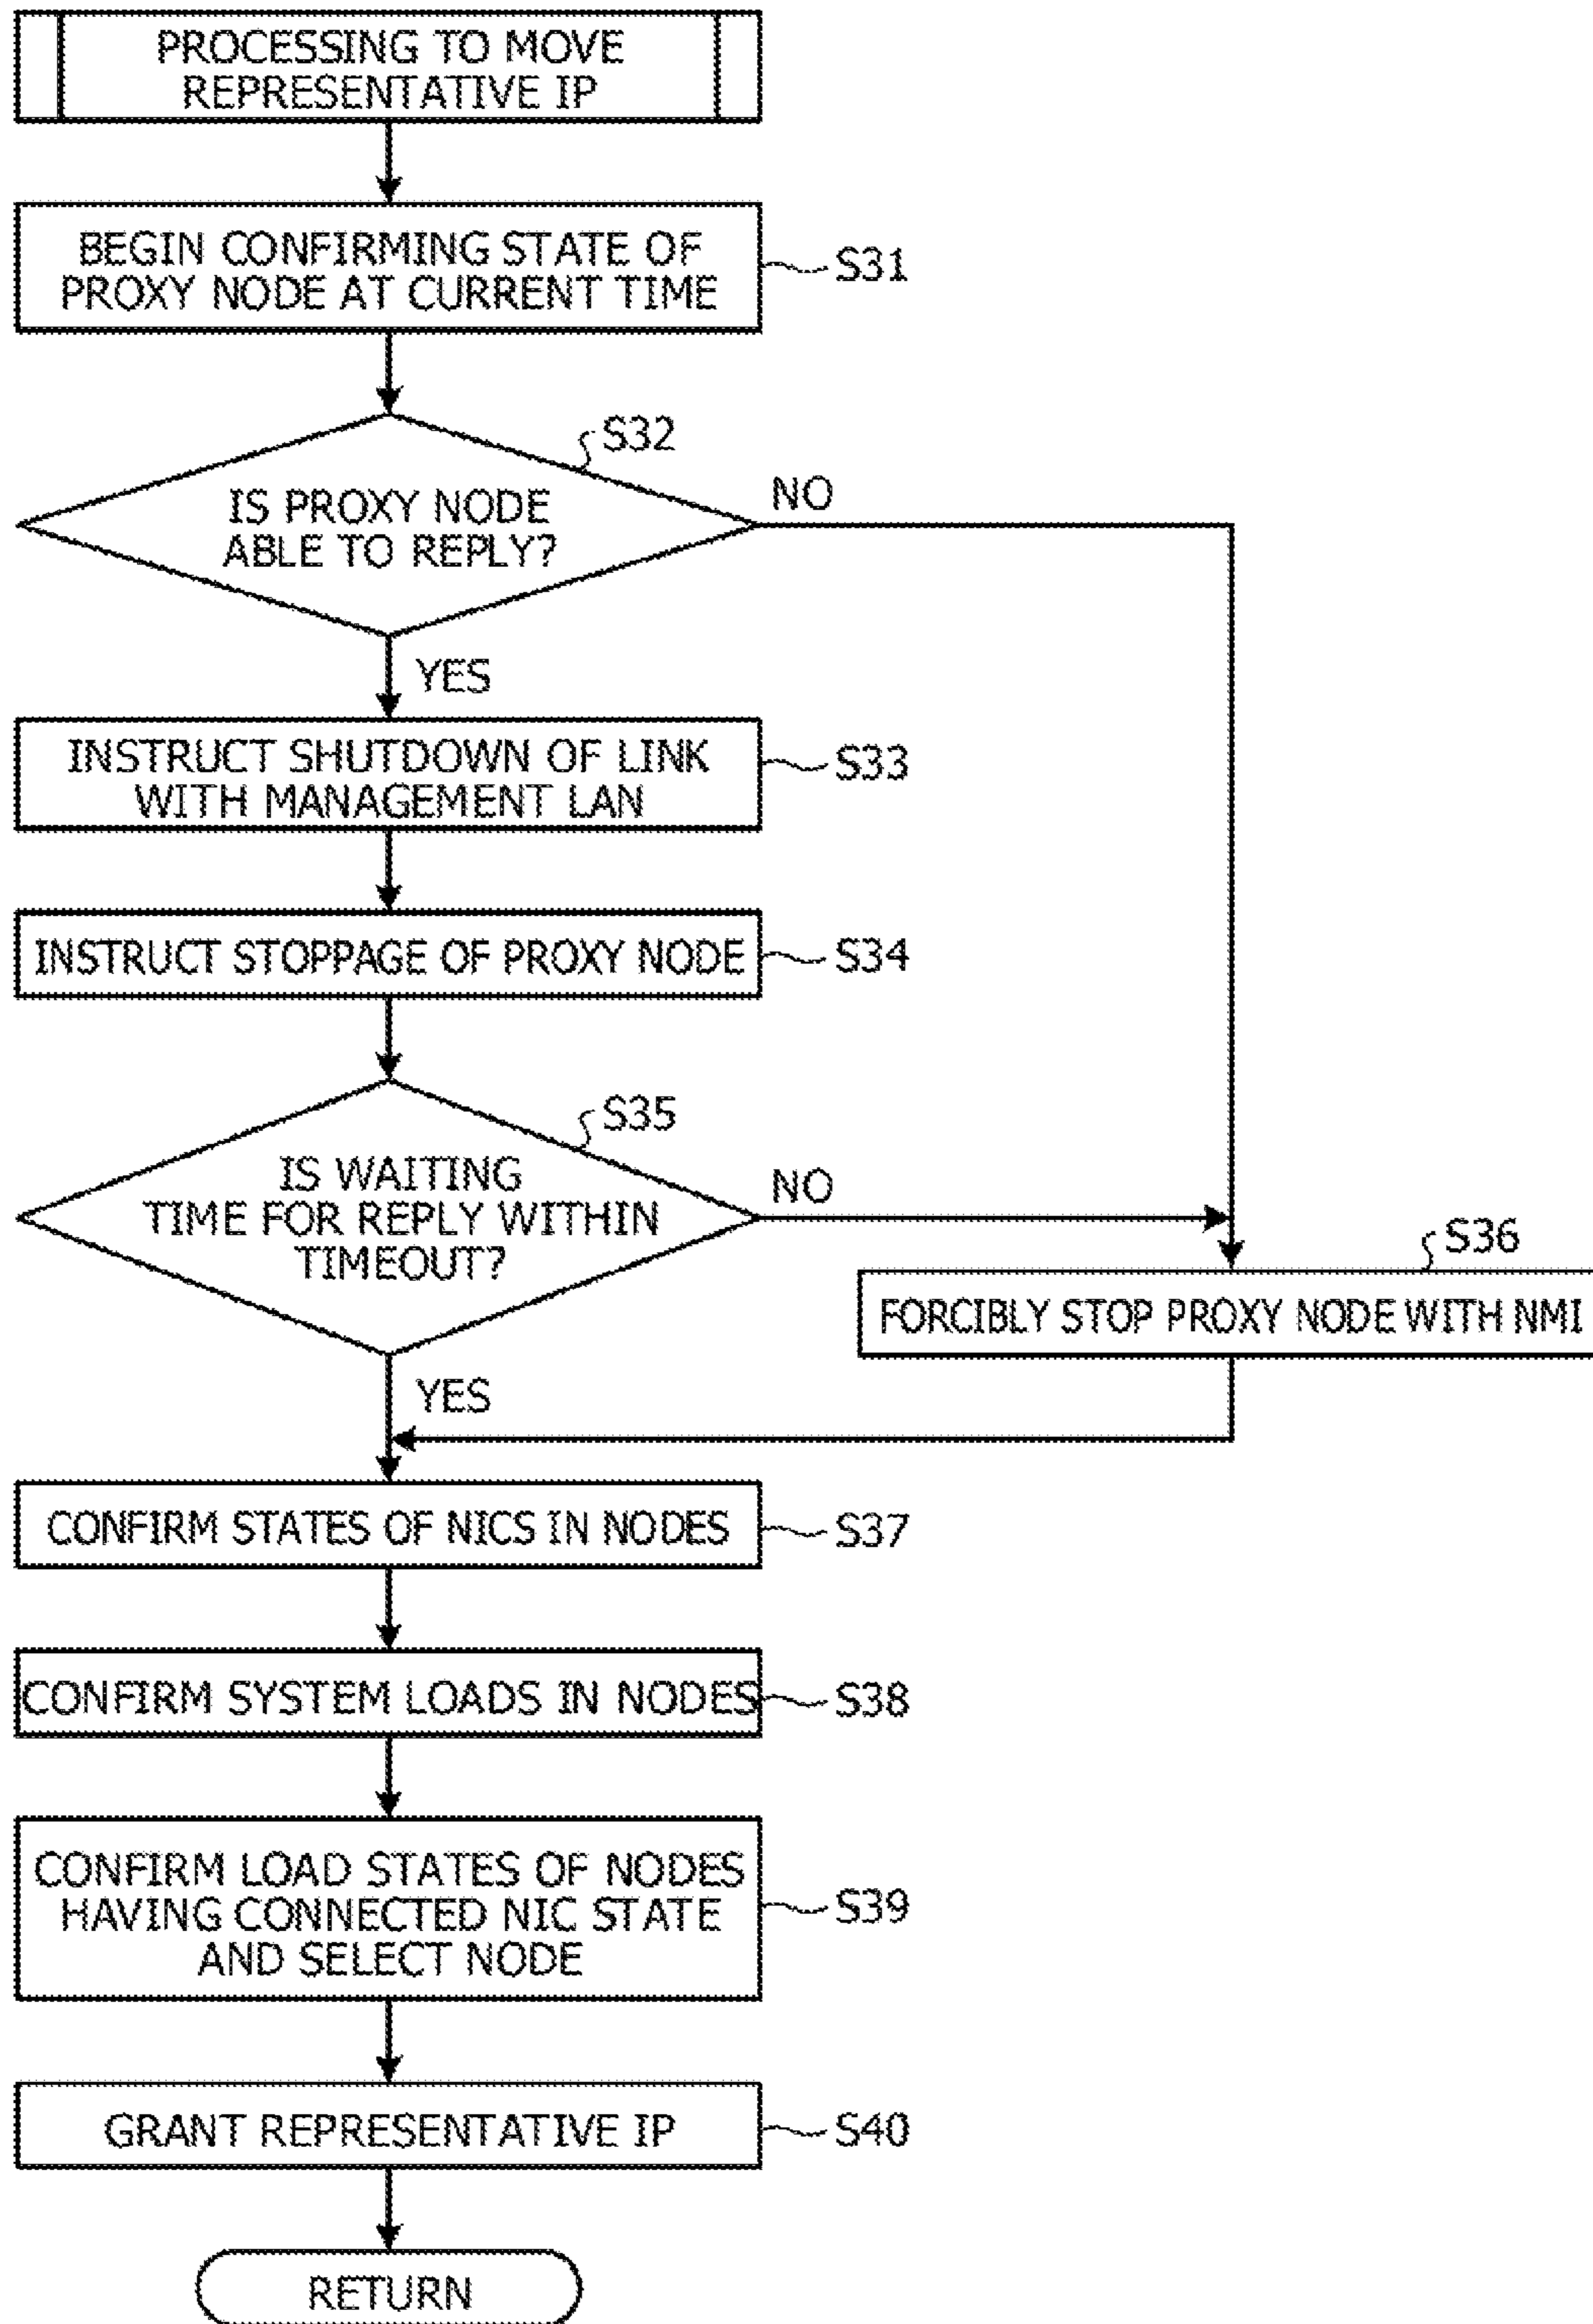 PROCESSING TO MOVE
REPRESENTATIVE IP
BEGIN CONFIRMING STATE OF
PROXY NODE AT CURRENT TIME
S31
S32
IS PROXY NODE
ABLE TO REPLY?
NO
YES
INSTRUCT SHUTDOWN OF LINK
WITH MANAGEMENT LAN
S33
INSTRUCT STOPPAGE OF PROXY NODE
S34
S35
IS WAITING
TIME FOR REPLY WITHIN
TIMEOUT?
NO
S36
FORCIBLY STOP PROXY NODE WITH NMI
YES
CONFIRM STATES OF NICS IN NODES
S37
CONFIRM SYSTEM LOADS IN NODES
S38
CONFIRM LOAD STATES OF NODES
HAVING CONNECTED NIC STATE
AND SELECT NODE
S39
GRANT REPRESENTATIVE IP
S40
RETURN